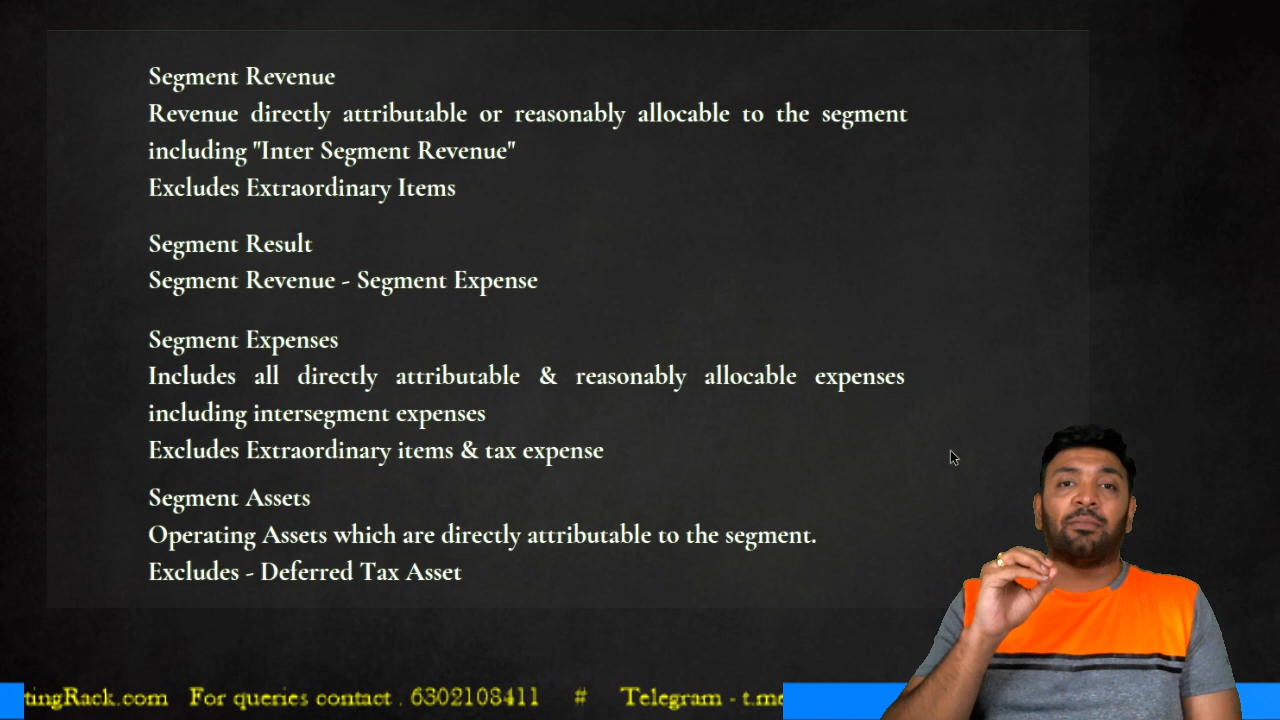 Segment Revenue
Revenue directly attributable or reasonably allocable to the segment
including "Inter Segment Revenue"
Excludes Extraordinary Items
Segment Result
Segment Revenue - Segment Expense
Segment Expenses
Includes all directly attributable & reasonably allocable expenses
including intersegment expenses
Excludes Extraordinary items & tax expense
Segment Assets
Operating Assets which are directly attributable to the segment.
Excludes - Deferred Tax Asset
tingRack.com For queries contact . 6302108411 # Telegram - t.me